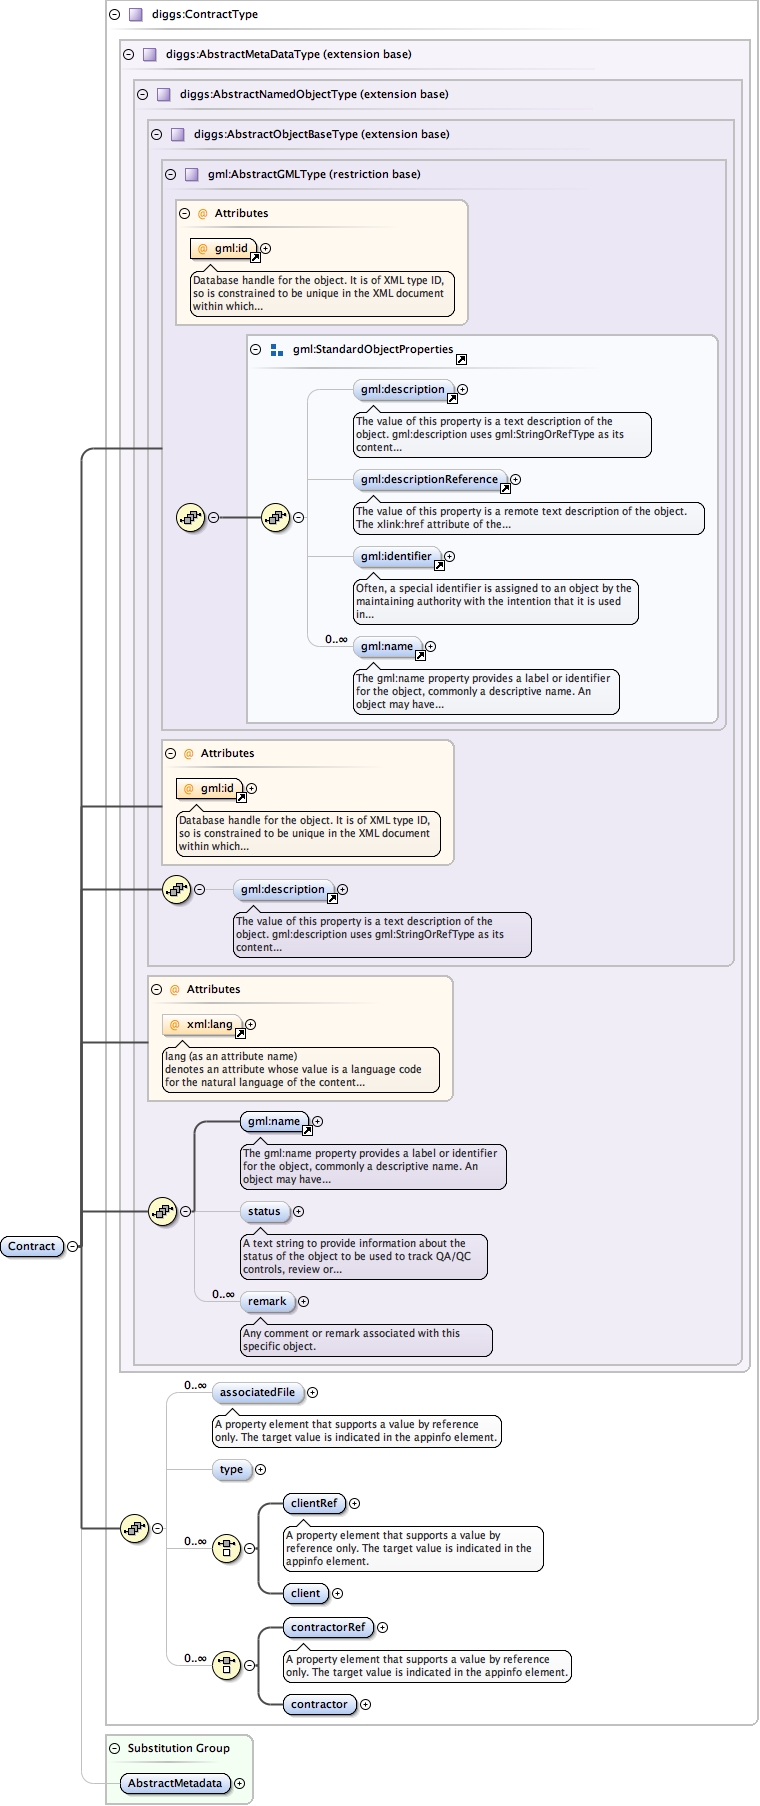 diggs:ContractType
diggs:AbstractMetaDataType (extension base)
diggs:AbstractNamedObjectType (extension base)
diggs:AbstractObjectBaseType (extension base)
gml:AbstractGMLType (restriction base)
@ Attributes
@ gml:id
Database handle for the object. It is of XML type ID,
so is constrained to be unique in the XML document
within which...
gml:StandardObjectProperties
gml:description
The value of this property is a text description of the
object. gml:description uses gml:StringOrRefType as its
content...
gml:descriptionReference
The value of this property is a remote text description of the object.
The xlink:href attribute of the...
gml:identifier
Often, a special identifier is assigned to an object by the
maintaining authority with the intention that it is used
in...
0..∞
gml:name
The gml:name property provides a label or identifier
for the object, commonly a descriptive name. An
object may have...
@ Attributes
@ gml:id
Database handle for the object. It is of XML type ID,
so is constrained to be unique in the XML document
within which...
gml:description
The value of this property is a text description of the
object. gml:description uses gml:StringOrRefType as its
content...
@ Attributes
@ xml:lang
lang (as an attribute name)
denotes an attribute whose value is a language code
for the natural language of the content...
gml:name
The gml:name property provides a label or identifier
for the object, commonly a descriptive name. An
object may have...
status
A text string to provide information about the
status of the object to be used to track QA/QC
controls, review or...
Contract
0..∞
remark
Any comment or remark associated with this
specific object.
0..∞
associatedFile
A property element that supports a value by reference
only. The target value is indicated in the appinfo element.
type
clientRef
A property element that supports a value by
reference only. The target value is indicated in the
appinfo element.
0..∞
client
contractorRef
A property element that supports a value by reference
only. The target value is indicated in the appinfo element.
0..∞
contractor
Substitution Group
AbstractMetadata